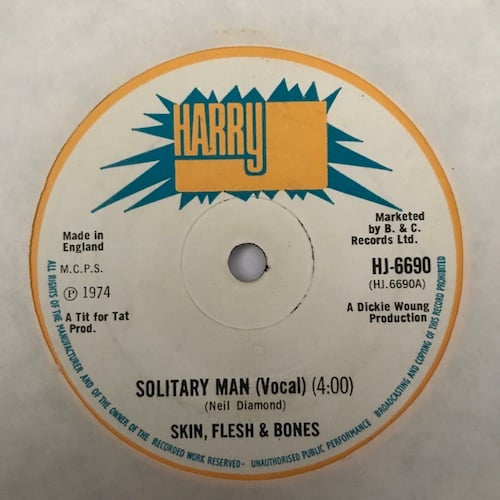 HARRY
Made in
England
M.C.P.S.
Ⓟ 1974
A Tit for Tat
Prod.
Marketed
by B. & C.
Records Ltd.
HJ-6690
(HJ.6690A)
A Dickie Woung
Production
SOLITARY MAN (Vocal) (4:00)
(Neil Diamond)
SKIN, FLESH & BONES
ALL RIGHTS OF THE MANUFACTURER AND OF THE OWNER OF THE RECORDED WORK RESERVED · UNAUTHORISED PUBLIC PERFORMANCE BROADCASTING AND COPYING OF THIS RECORD PROHIBITED